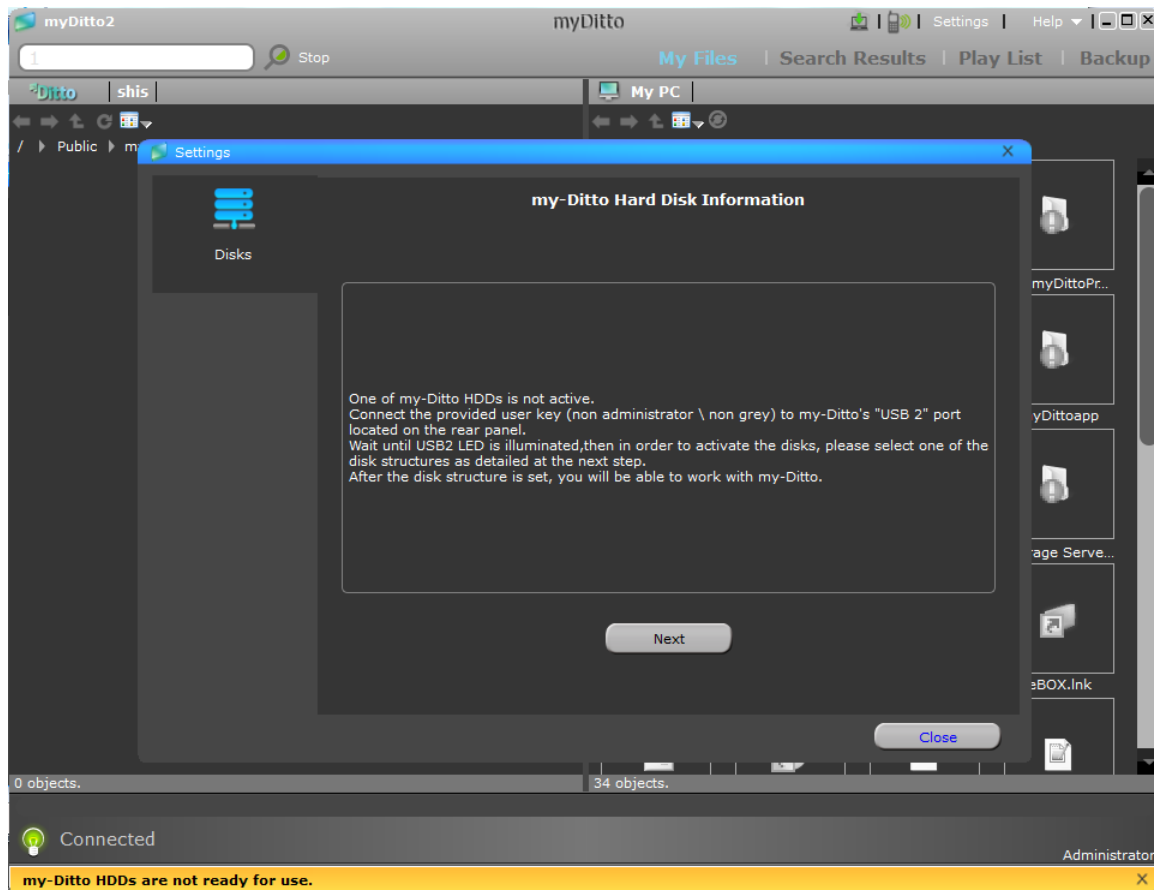 myDitto2
myDitto
Settings
Help
1
Stop
My Files
Search Results
Play List
Backup
Ditto
shis
My PC
/ Public m
Settings
Disks
my-Ditto Hard Disk Information
One of my-Ditto HDDs is not active.
Connect the provided user key (non administrator \ non grey) to my-Ditto's "USB 2" port
located on the rear panel.
Wait until USB2 LED is illuminated,then in order to activate the disks, please select one of the
disk structures as detailed at the next step.
After the disk structure is set, you will be able to work with my-Ditto.
Next
Close
myDittoPr...
yDittoapp
rage Serve...
eBOX.lnk
0 objects.
34 objects.
Connected
Administrator
my-Ditto HDDs are not ready for use.